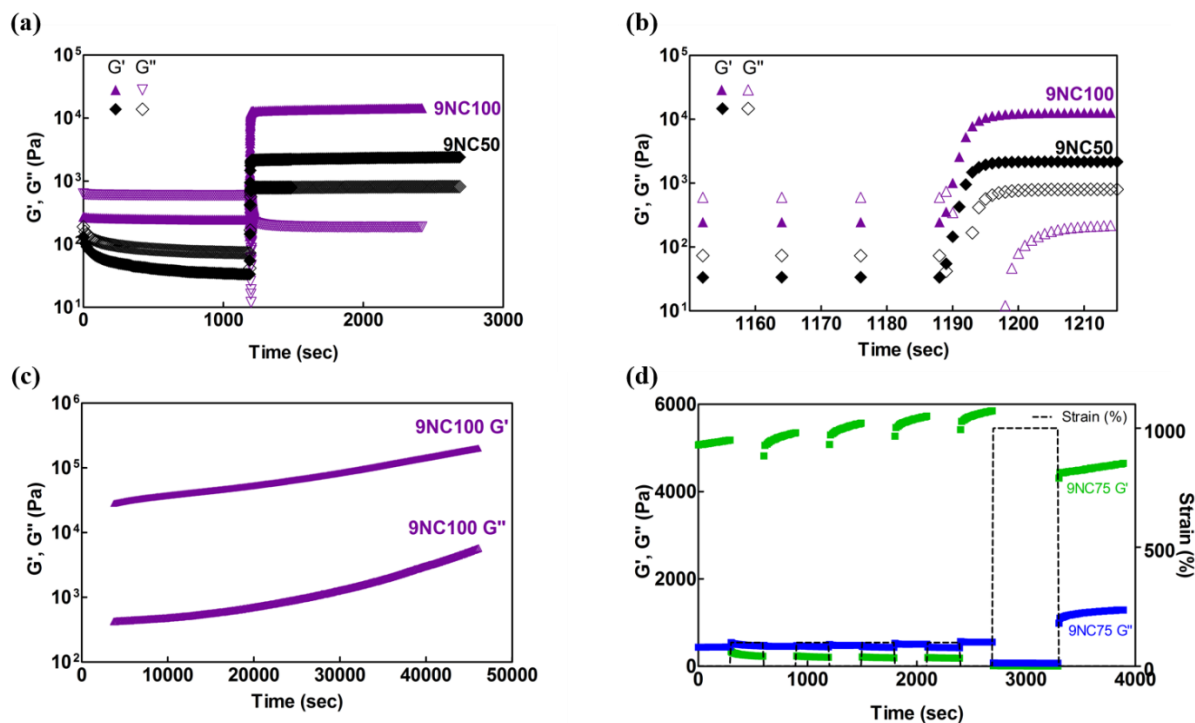 (a)
G' G"
9NC100
9NC50
G', G" (Pa)
10^5
10^4
10^3
10^2
10^1
0 1000 2000 3000
Time (sec)
(b)
G' G"
9NC100
9NC50
G', G" (Pa)
10^5
10^4
10^3
10^2
10^1
1160 1170 1180 1190 1200 1210
Time (sec)
(c)
9NC100 G'
9NC100 G"
G', G" (Pa)
10^6
10^5
10^4
10^3
10^2
0 10000 20000 30000 40000 50000
Time (sec)
(d)
Strain (%)
9NC75 G'
9NC75 G"
G', G" (Pa)
6000
4000
2000
0
1000
500
0
Strain (%)
0 1000 2000 3000 4000
Time (sec)